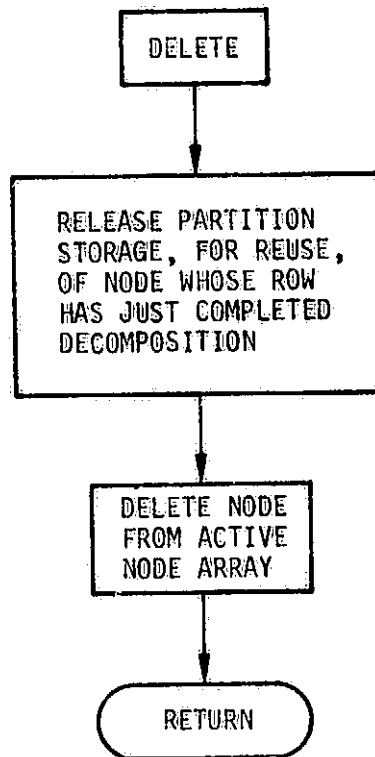 DELETE
RELEASE PARTITION
STORAGE, FOR REUSE,
OF NODE WHOSE ROW
HAS JUST COMPLETED
DECOMPOSITION
DELETE NODE
FROM ACTIVE
NODE ARRAY
RETURN